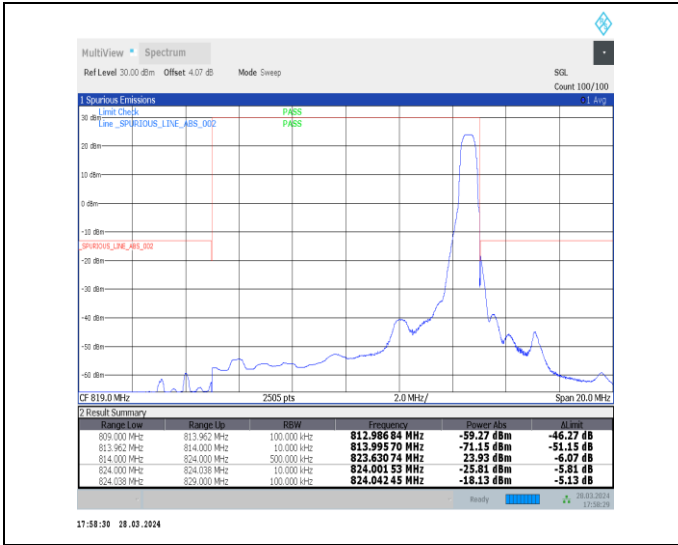 MultiView Spectrum
Ref Level 30.00 dBm Offset 4.07 dB Mode Sweep SGL
Count 100/100
1 Spurious Emissions 1 Avg
Limit Check PASS
30 dBm
Line _SPURIOUS_LINE_ABS_002 PASS
20 dBm
10 dBm
0 dBm
-10 dBm
_SPURIOUS_LINE_ABS_002
-20 dBm
-30 dBm
-40 dBm
-50 dBm
-60 dBm
CF 819.0 MHz 2505 pts 2.0 MHz/ Span 20.0 MHz
2 Result Summary
Range Low Range Up RBW Frequency Power Abs ΔLimit
809.000 MHz 813.962 MHz 100.000 kHz 812.986 84 MHz -59.27 dBm -46.27 dB
813.962 MHz 814.000 MHz 10.000 kHz 813.995 70 MHz -71.15 dBm -51.15 dB
814.000 MHz 824.000 MHz 500.000 kHz 823.630 74 MHz 23.93 dBm -6.07 dB
824.000 MHz 824.038 MHz 10.000 kHz 824.001 53 MHz -25.81 dBm -5.81 dB
824.038 MHz 829.000 MHz 100.000 kHz 824.042 45 MHz -18.13 dBm -5.13 dB
Ready 28.03.2024
17:58:29
17:58:30 28.03.2024